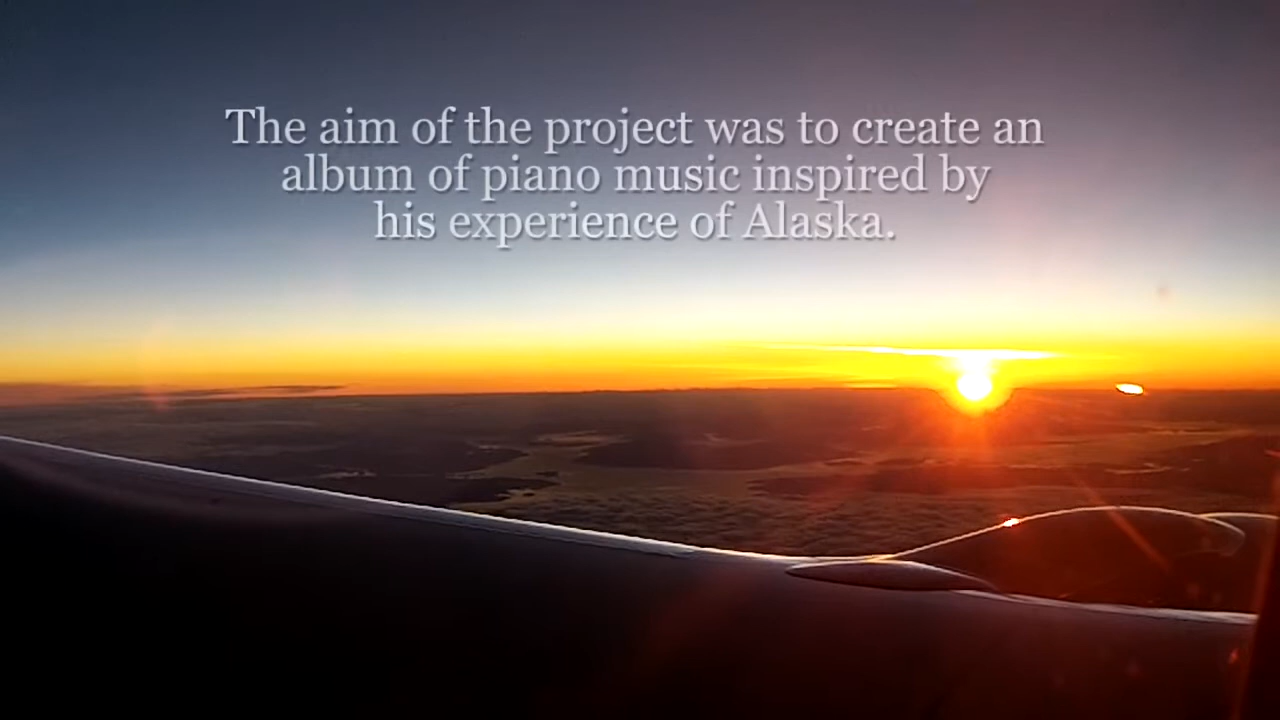 The aim of the project was to create an
album of piano music inspired by
his experience of Alaska.